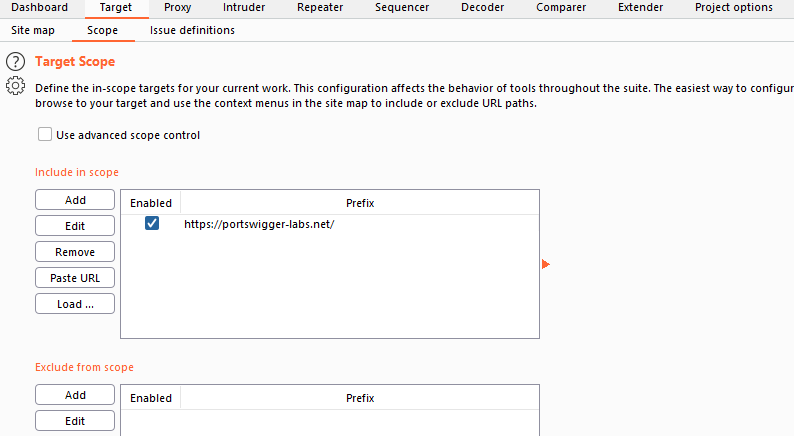 Dashboard Target Proxy Intruder Repeater Sequencer Decoder Comparer Extender Project options
Site map Scope Issue definitions
? Target Scope
Define the in-scope targets for your current work. This configuration affects the behavior of tools throughout the suite. The easiest way to configur
browse to your target and use the context menus in the site map to include or exclude URL paths.
Use advanced scope control
Include in scope
Add
Edit
Remove
Paste URL
Load ...
Enabled Prefix
https://portswigger-labs.net/
Exclude from scope
Add
Edit
Enabled Prefix